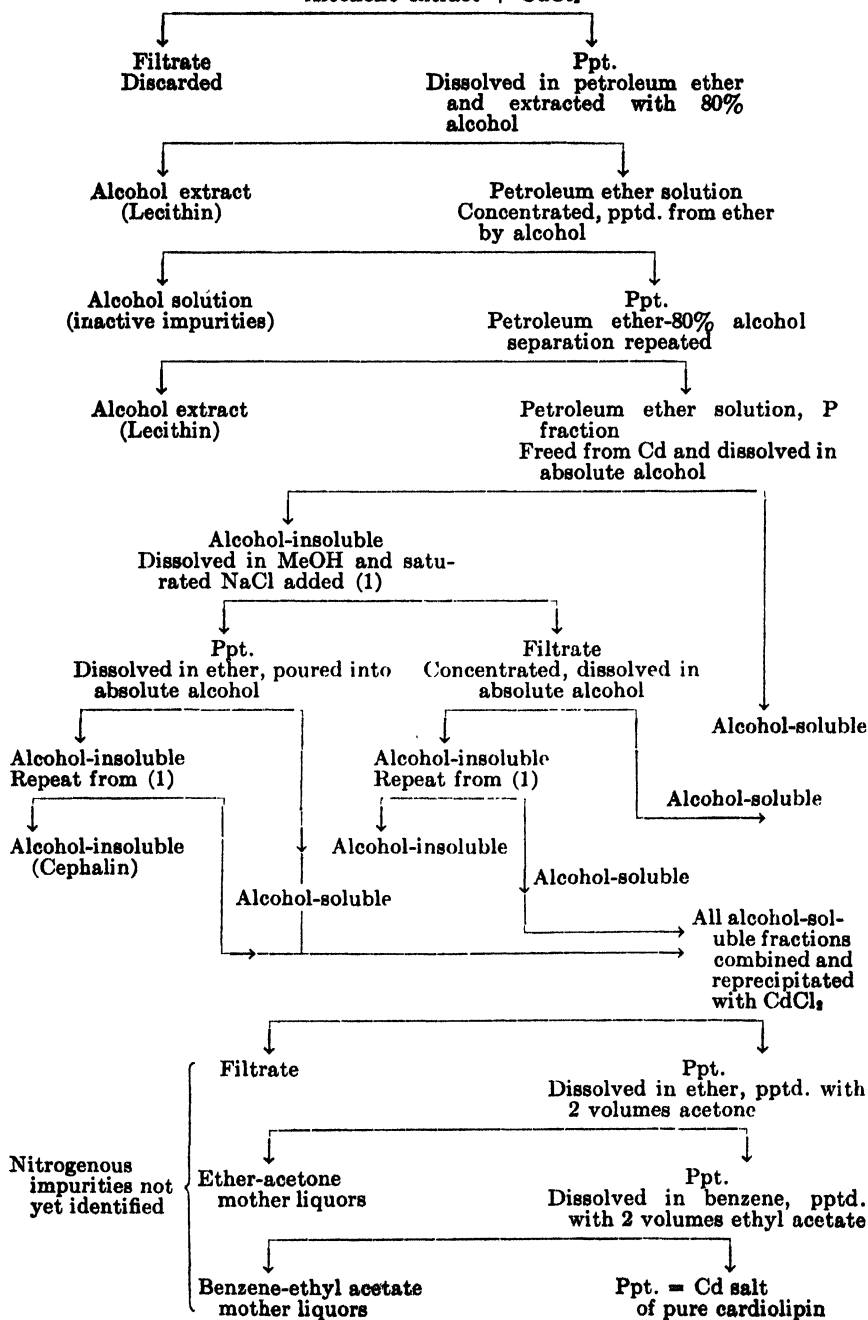 Filtrate
Discarded
Ppt.
Dissolved in petroleum ether
and extracted with 80%
alcohol
Alcohol extract
(Lecithin)
Petroleum ether solution
Concentrated, pptd. from ether
by alcohol
Alcohol solution
(inactive impurities)
Ppt.
Petroleum ether-80% alcohol
separation repeated
Alcohol extract
(Lecithin)
Petroleum ether solution, P
fraction
Freed from Cd and dissolved in
absolute alcohol
Alcohol-insoluble
Dissolved in MeOH and satu-
rated NaCl added (1)
Ppt.
Dissolved in ether, poured into
absolute alcohol
Filtrate
Concentrated, dissolved in
absolute alcohol
Alcohol-soluble
Alcohol-insoluble
Repeat from (1)
Alcohol-insoluble
Repeat from (1)
Alcohol-soluble
Alcohol-insoluble
(Cephalin)
Alcohol-insoluble
Alcohol-soluble
Alcohol-soluble
All alcohol-sol-
uble fractions
combined and
reprecipitated
with CdCl₂
Filtrate
Ppt.
Dissolved in ether, pptd. with
2 volumes acetone
Nitrogenous
impurities not
yet identified
Ether-acetone
mother liquors
Ppt.
Dissolved in benzene, pptd.
with 2 volumes ethyl acetate
Benzene-ethyl acetate
mother liquors
Ppt. = Cd salt
of pure cardiolipin